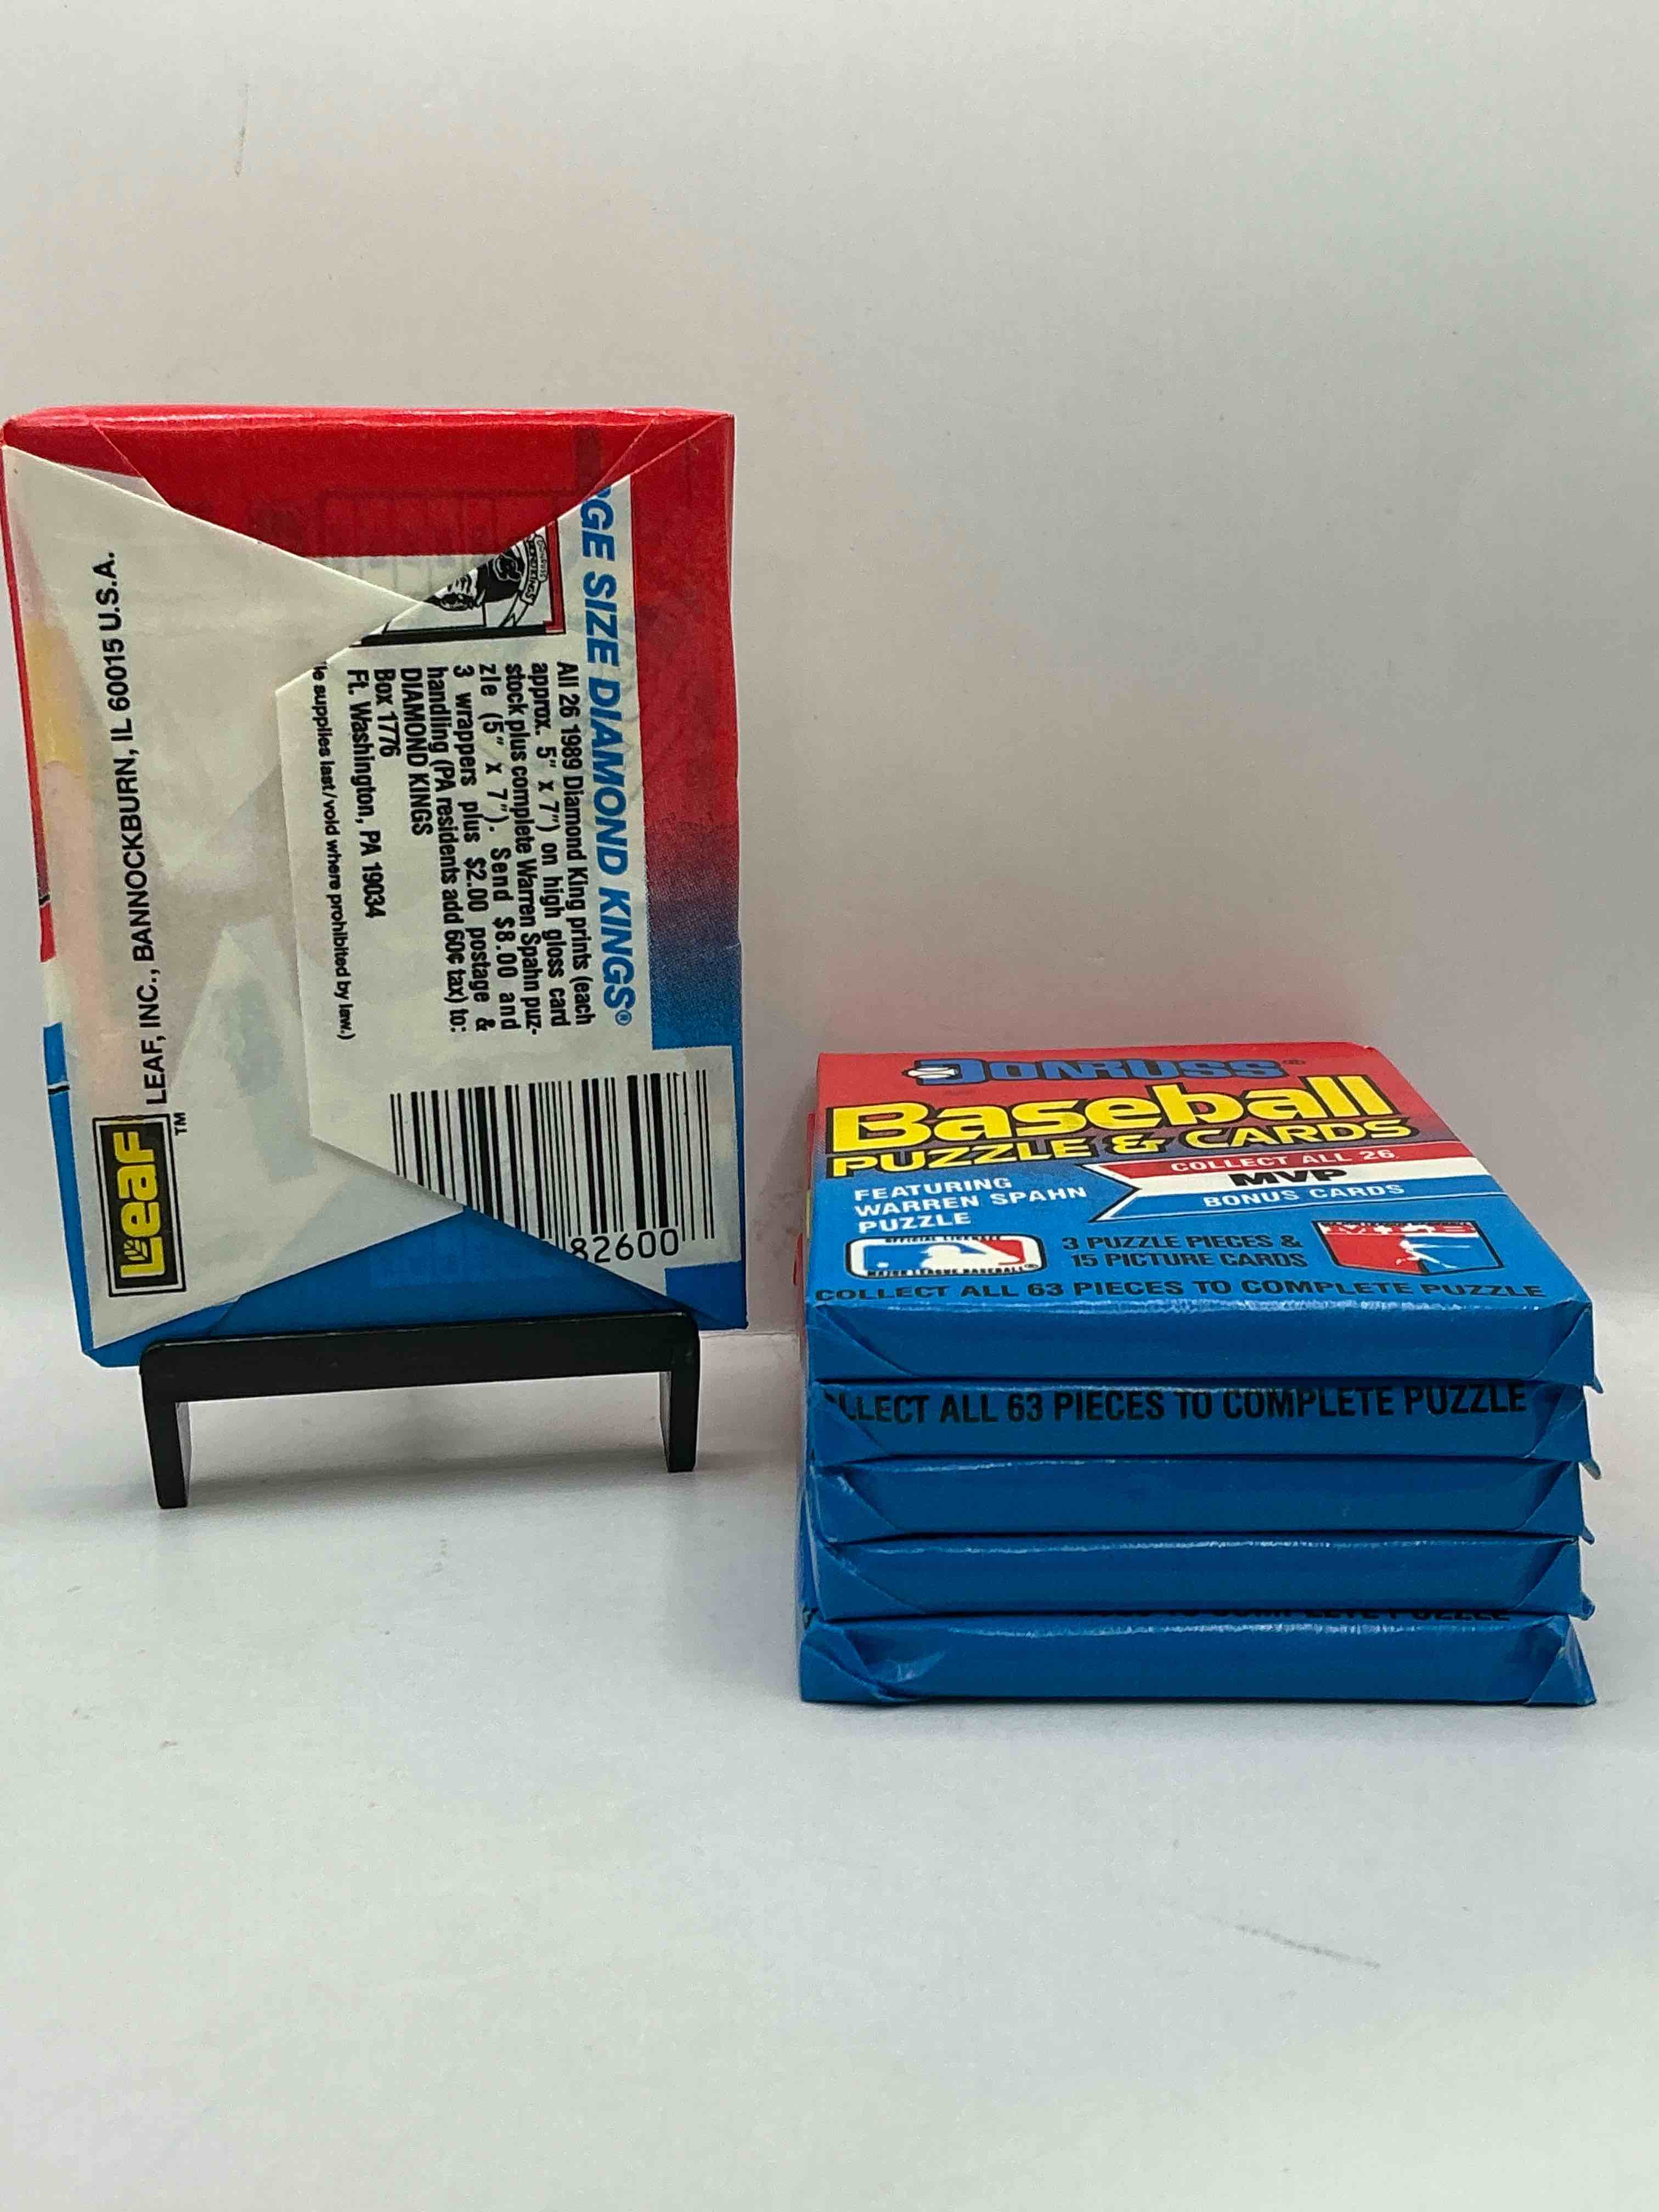 LEAF, INC., BANNOCKBURN, IL 60015 U.S.A.
LEAF
TM
GE SIZE DIAMOND KINGS®
All 26 1989 Diamond King prints (each
approx. 5" x 7") on high gloss card
stock plus complete Warren Spahn puz-
zle (5" x 7"). Send $8.00 and
3 wrappers plus $2.00 postage &
handling (PA residents add 60¢ tax) to:
DIAMOND KINGS
Box 1776
Ft. Washington, PA 19034
le supplies last/void where prohibited by law.)
82600
DONRUSS®
Baseball
PUZZLE & CARDS
COLLECT ALL 26
MVP
BONUS CARDS
FEATURING
WARREN SPAHN
PUZZLE
MAJOR LEAGUE BASEBALL®
3 PUZZLE PIECES &
15 PICTURE CARDS
COLLECT ALL 63 PIECES TO COMPLETE PUZZLE
LLECT ALL 63 PIECES TO COMPLETE PUZZLE